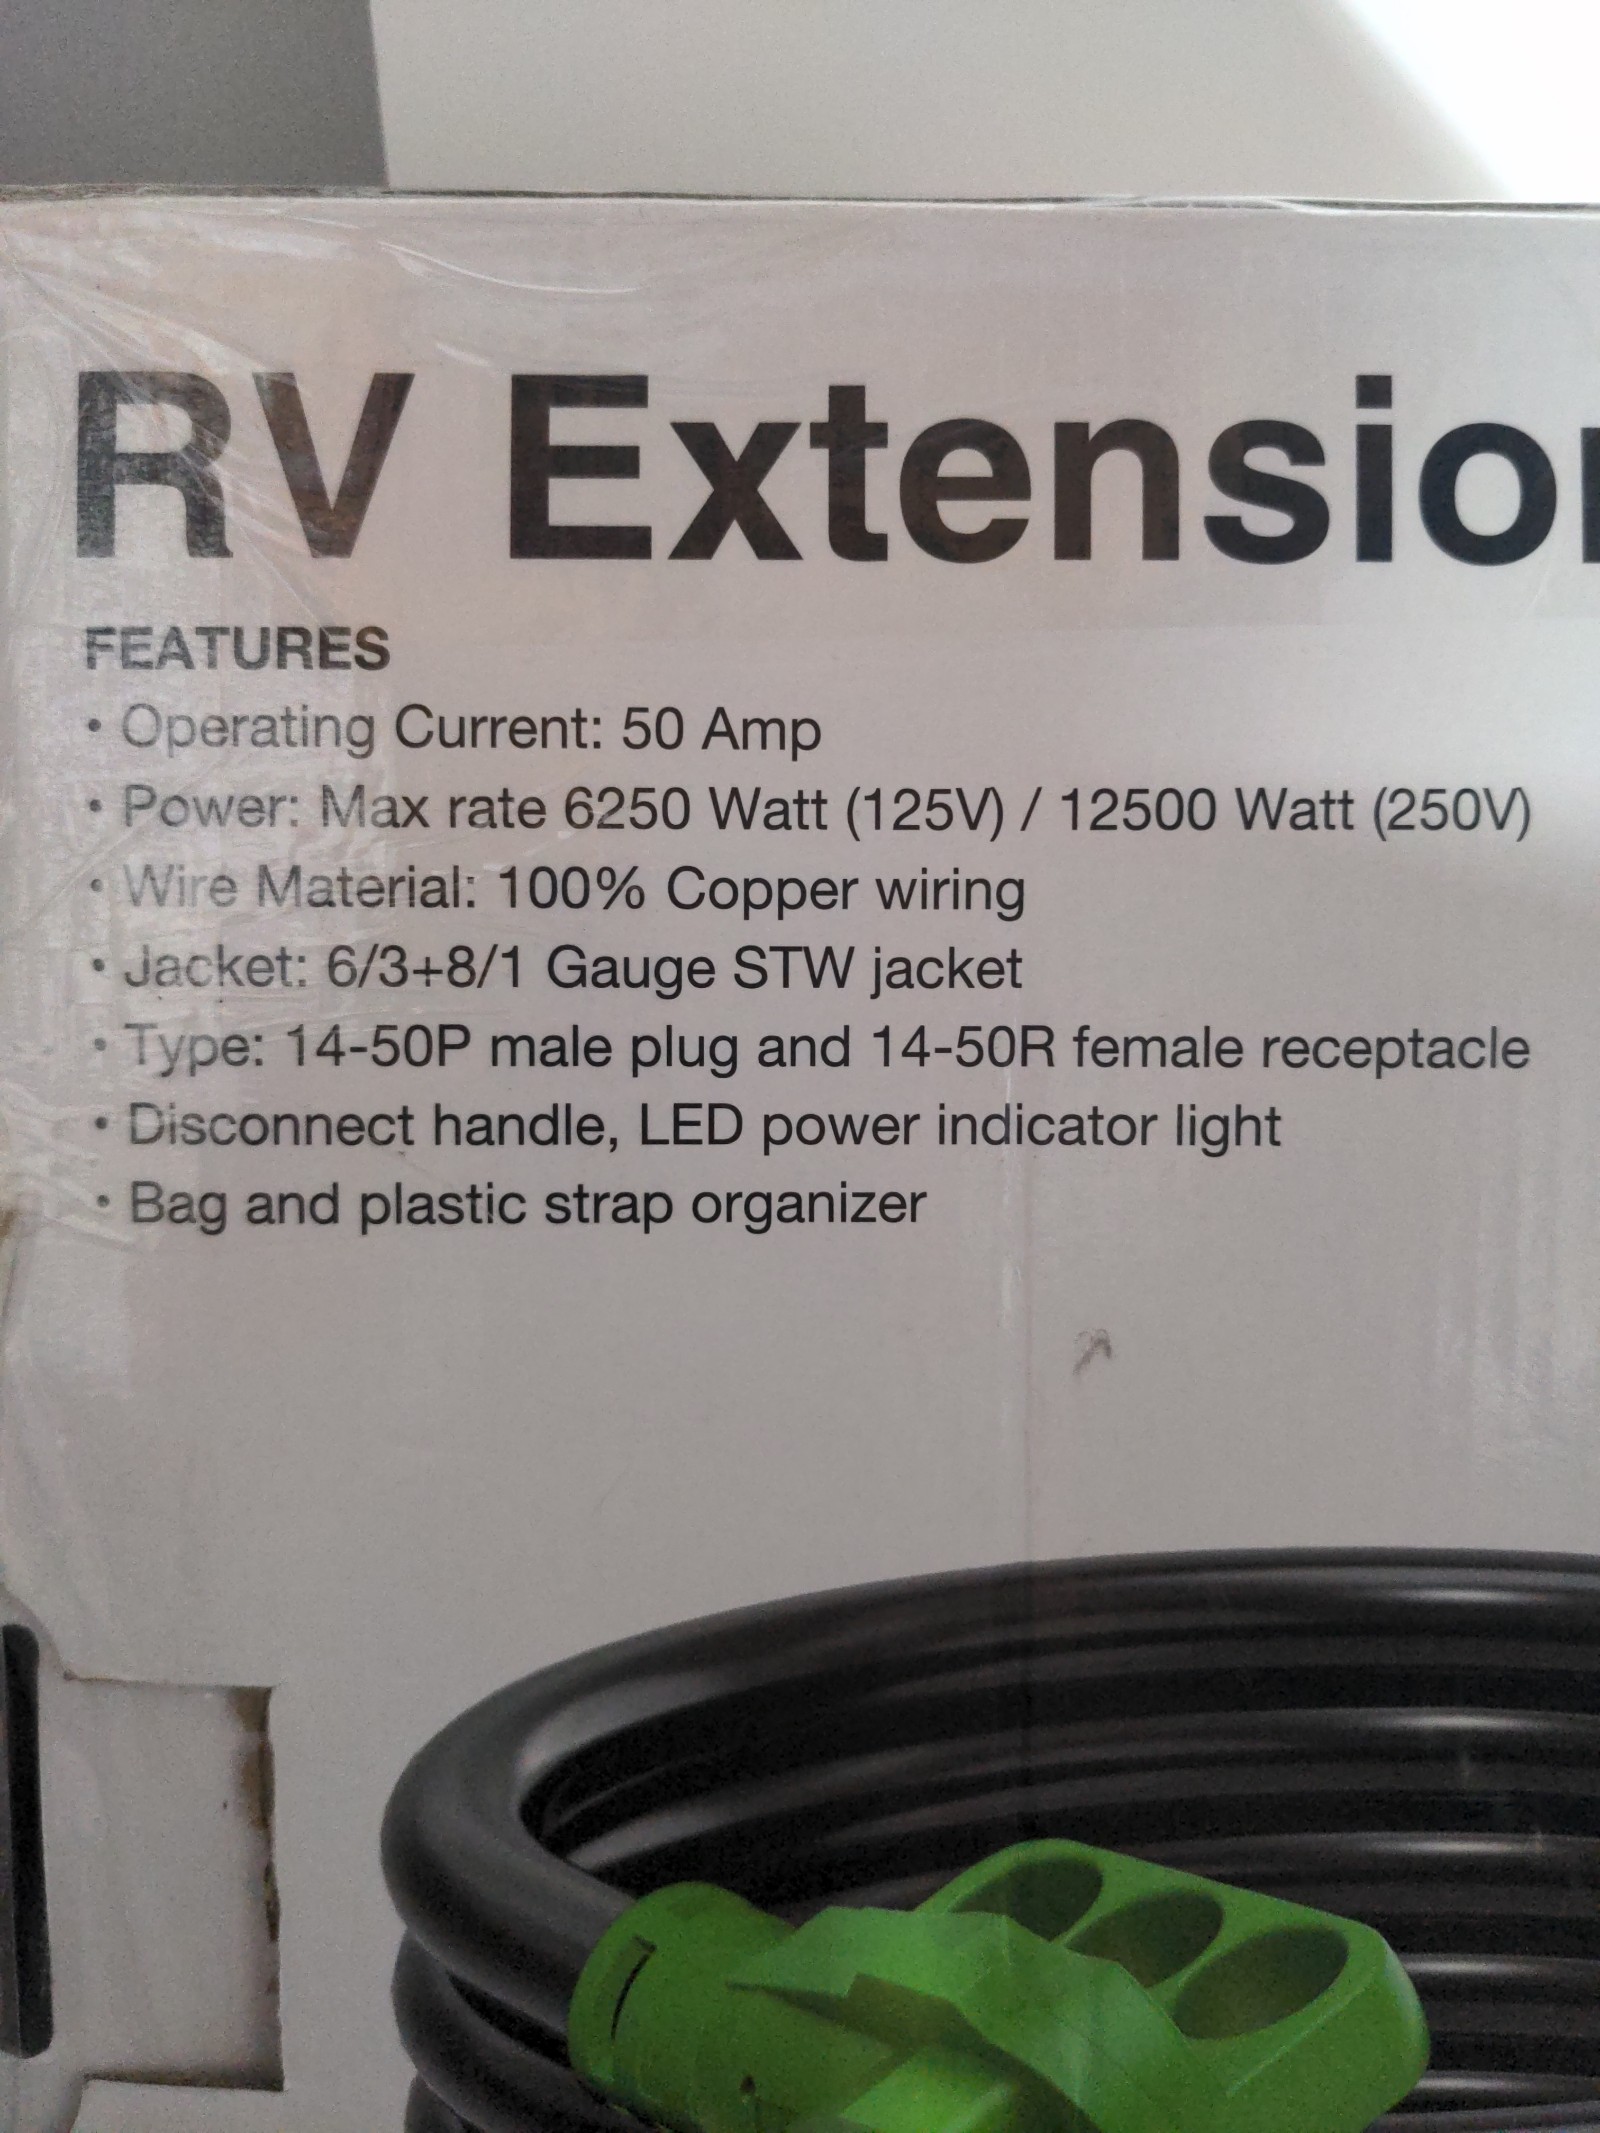 RV Extension
FEATURES
• Operating Current: 50 Amp
• Power: Max rate 6250 Watt (125V) / 12500 Watt (250V)
• Wire Material: 100% Copper wiring
• Jacket: 6/3+8/1 Gauge STW jacket
• Type: 14-50P male plug and 14-50R female receptacle
• Disconnect handle, LED power indicator light
• Bag and plastic strap organizer